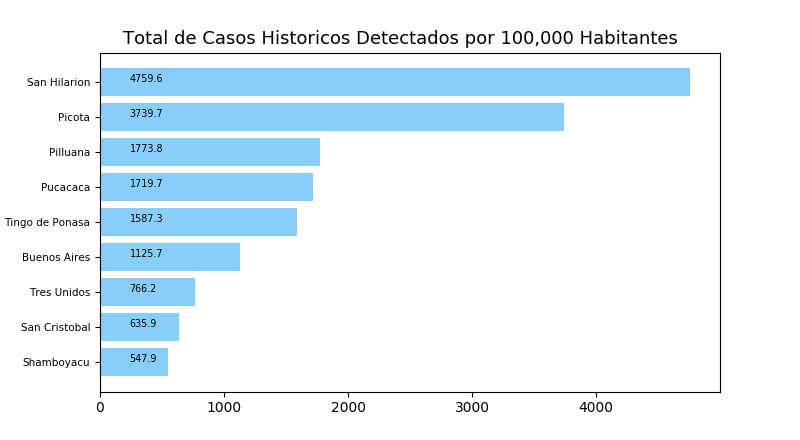 Total de Casos Historicos Detectados por 100,000 Habitantes
San Hilarion 4759.6
Picota 3739.7
Pilluana 1773.8
Pucacaca 1719.7
Tingo de Ponasa 1587.3
Buenos Aires 1125.7
Tres Unidos 766.2
San Cristobal 635.9
Shamboyacu 547.9
0 1000 2000 3000 4000